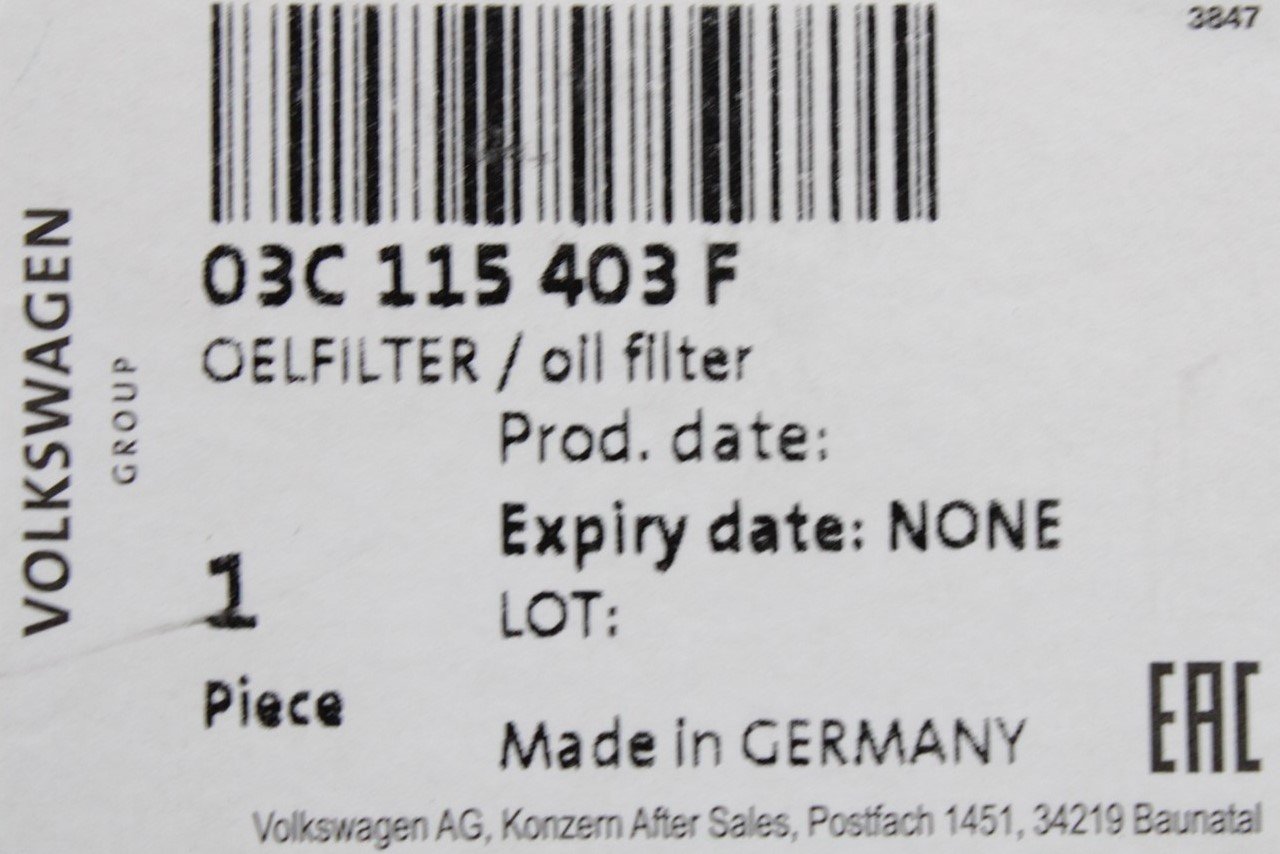 3847
03C 115 403 F
OELFILTER / oil filter
Prod. date:
Expiry date: NONE
LOT:
1
Piece
Made in GERMANY
VOLKSWAGEN
GROUP
EAC
Volkswagen AG, Konzern After Sales, Postfach 1451, 34219 Baunatal